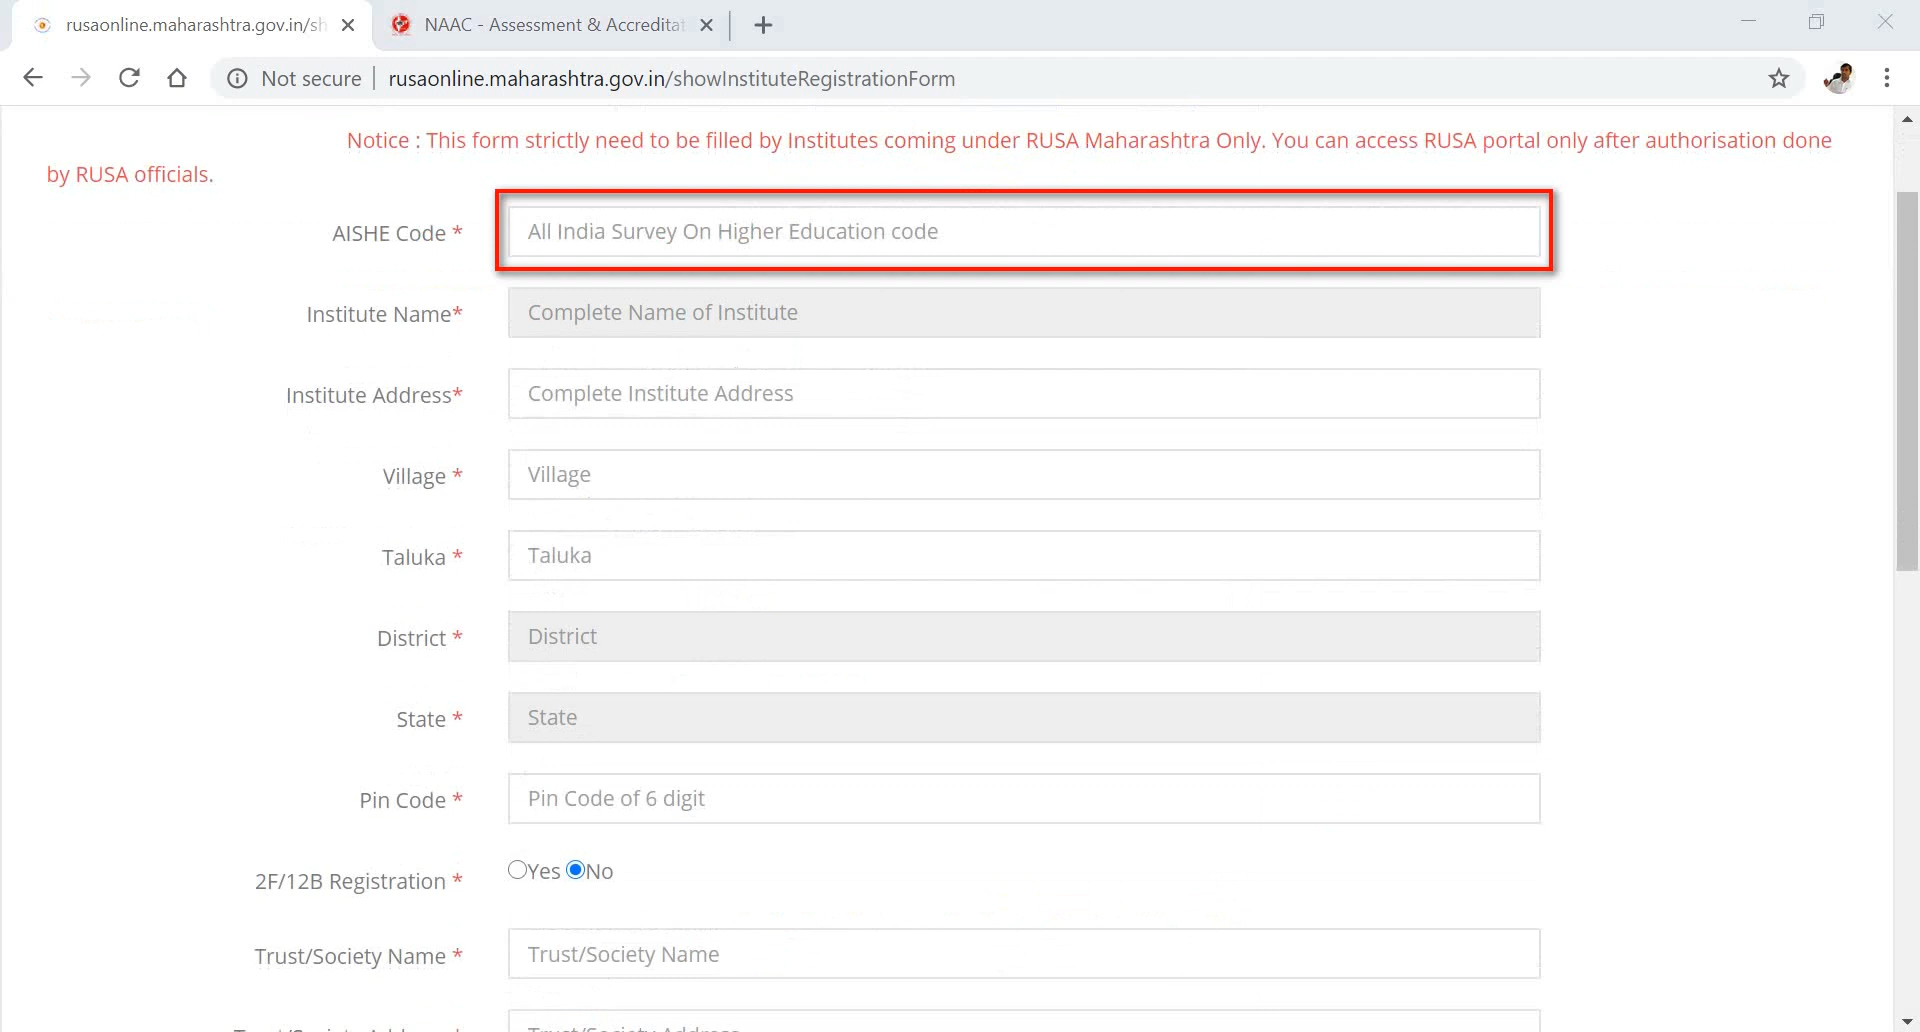 rusaonline.maharashtra.gov.in/sh
NAAC - Assessment & Accreditat
Not secure
rusaonline.maharashtra.gov.in/showInstituteRegistrationForm
Notice : This form strictly need to be filled by Institutes coming under RUSA Maharashtra Only. You can access RUSA portal only after authorisation done
by RUSA officials.
AISHE Code * All India Survey On Higher Education code
Institute Name* Complete Name of Institute
Institute Address* Complete Institute Address
Village * Village
Taluka * Taluka
District * District
State * State
Pin Code * Pin Code of 6 digit
2F/12B Registration * Yes No
Trust/Society Name * Trust/Society Name
Trust/Society Address